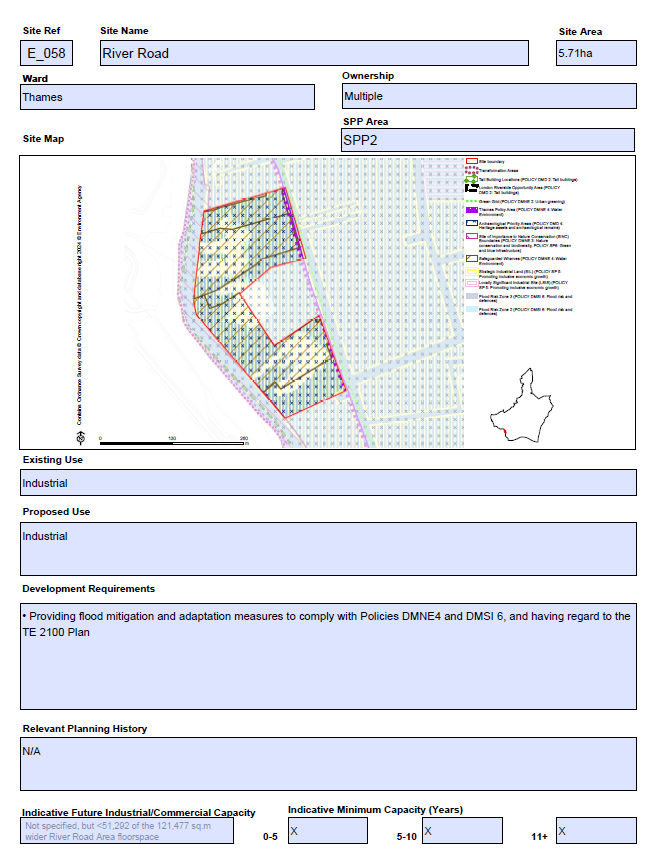 Site Ref
Site Name
Site Area
E_058
River Road
5.71ha
Ward
Ownership
Thames
Multiple
SPP Area
Site Map
SPP2
Contains Ordnance Survey data © Crown copyright and database right 2024 © Environment Agency
Site boundary
Transformation Areas
Tall Building Locations (POLICY DMD 2: Tall buildings)
London Riverside Opportunity Area (POLICY
DMD 2: Tall buildings)
Green Grid (POLICY DMNE 2: Urban greening)
Thames Policy Area (POLICY DMNE 4: Water
Environment)
Archaeological Priority Areas (POLICY DMD 4:
Heritage assets and archaeological remains)
Site of Importance in Nature Conservation (SINC)
Boundaries (POLICY DMNE 3: Nature
conservation and biodiversity, POLICY SP6: Green
and blue infrastructure)
Safeguarded Wharves (POLICY DMNE 4: Water
Environment)
Strategic Industrial Land (SIL) (POLICY SP 5:
Promoting inclusive economic growth)
Locally Significant Industrial Site (LSIS) (POLICY
SP 5: Promoting inclusive economic growth)
Flood Risk Zone 3 (POLICY DMSI 6: Flood risk and
defences)
Flood Risk Zone 2 (POLICY DMSI 6: Flood risk and
defences)
N
0
m
Existing Use
Industrial
Proposed Use
Industrial
Development Requirements
• Providing flood mitigation and adaptation measures to comply with Policies DMNE4 and DMSI 6, and having regard to the
TE 2100 Plan
Relevant Planning History
N/A
Indicative Future Industrial/Commercial Capacity
Indicative Minimum Capacity (Years)
Not specified, but <51,292 of the 121,477 sq.m
wider River Road Area floorspace
0-5
X
5-10
X
11+
X